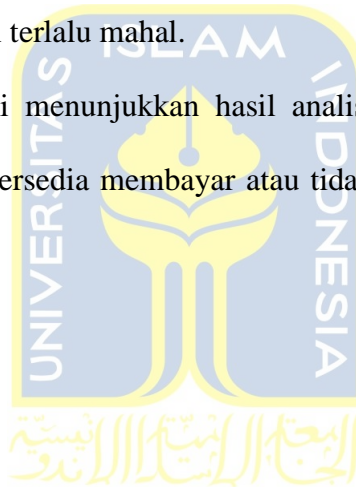 terlalu mahal.
menunjukkan hasil analis
ersedia membayar atau tida
UNIVERSITAS ISLAM INDONESIA